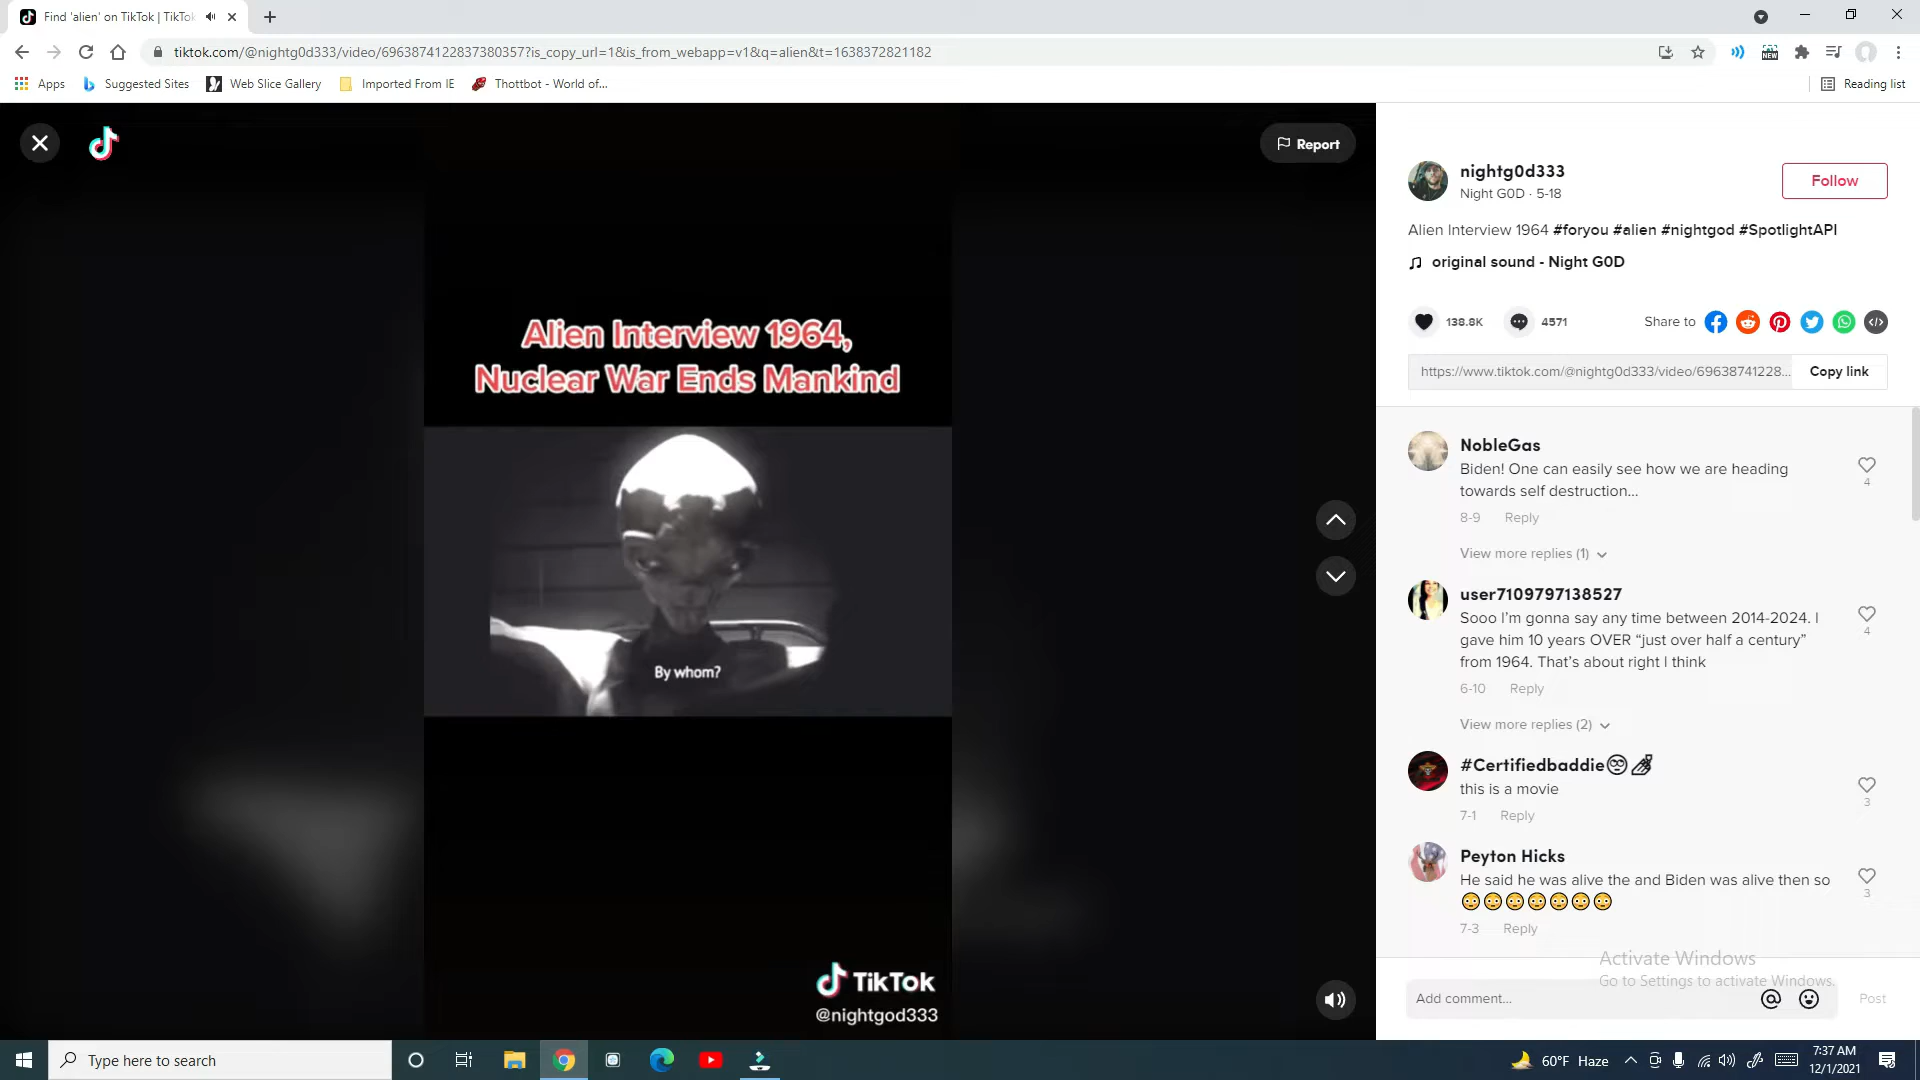 Find 'alien' on TikTok | TikTok
tiktok.com/@nightg0d333/video/6963874122837380357?is_copy_url=1&is_from_webapp=v1&q=alien&t=1638372821182
NEW
Apps
Suggested Sites
Web Slice Gallery
Imported From IE
Thottbot - World of...
Reading list
Report
Alien Interview 1964,
Nuclear War Ends Mankind
By whom?
TikTok
@nightgod333
nightg0d333
Night G0D · 5-18
Follow
Alien Interview 1964 #foryou #alien #nightgod #SpotlightAPI
original sound - Night G0D
138.8K
4571
Share to
https://www.tiktok.com/@nightg0d333/video/69638741228...
Copy link
NobleGas
Biden! One can easily see how we are heading
towards self destruction...
4
8-9 Reply
View more replies (1)
user7109797138527
Sooo I'm gonna say any time between 2014-2024. I
gave him 10 years OVER “just over half a century”
from 1964. That's about right I think
4
6-10 Reply
View more replies (2)
#Certifiedbaddie😔💅
this is a movie
3
7-1 Reply
Peyton Hicks
He said he was alive the and Biden was alive then so
😳😳😳😳😳😳😳
3
7-3 Reply
Activate Windows
Go to Settings to activate Windows.
Add comment...
Post
Type here to search
60°F Haze
7:37 AM
12/1/2021